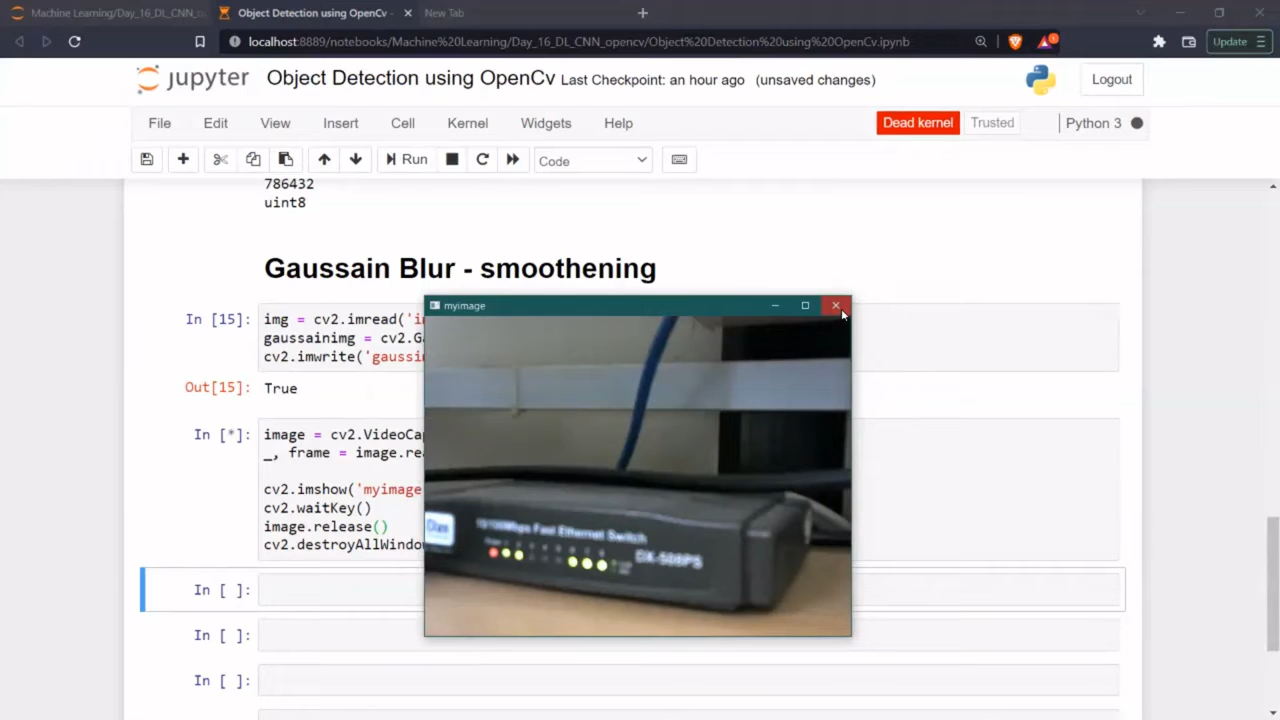 Machine Learning/Day_16_DL_CNN_o
Object Detection using OpenCv -
New Tab
localhost:8889/notebooks/Machine%20Learning/Day_16_DL_CNN_opencv/Object%20Detection%20using%20OpenCv.ipynb
Update
jupyter Object Detection using OpenCv Last Checkpoint: an hour ago (unsaved changes)
Logout
File Edit View Insert Cell Kernel Widgets Help
Dead kernel Trusted Python 3
Run Code
786432
uint8
Gaussain Blur - smoothening
myimage
In [15]: img = cv2.imread('i
gaussainimg = cv2.G
cv2.imwrite('gaussi
Out[15]: True
In [*]: image = cv2.VideoCa
_, frame = image.re
cv2.imshow('myimage
cv2.waitKey()
image.release()
cv2.destroyAllWindo
10/100Mbps Fast Ethernet Switch
In [ ]:
In [ ]:
In [ ]: